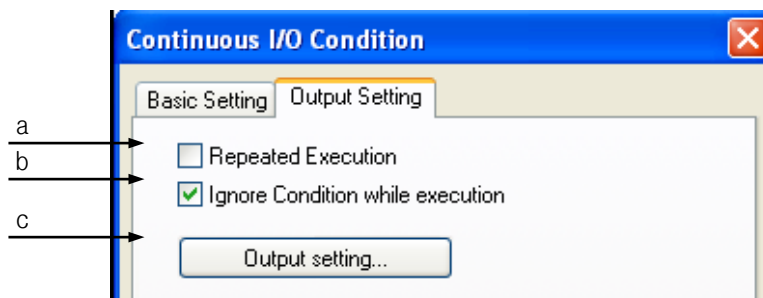 Continuous I/O Condition
Basic Setting Output Setting
a
Repeated Execution
b
Ignore Condition while execution
c
Output setting...